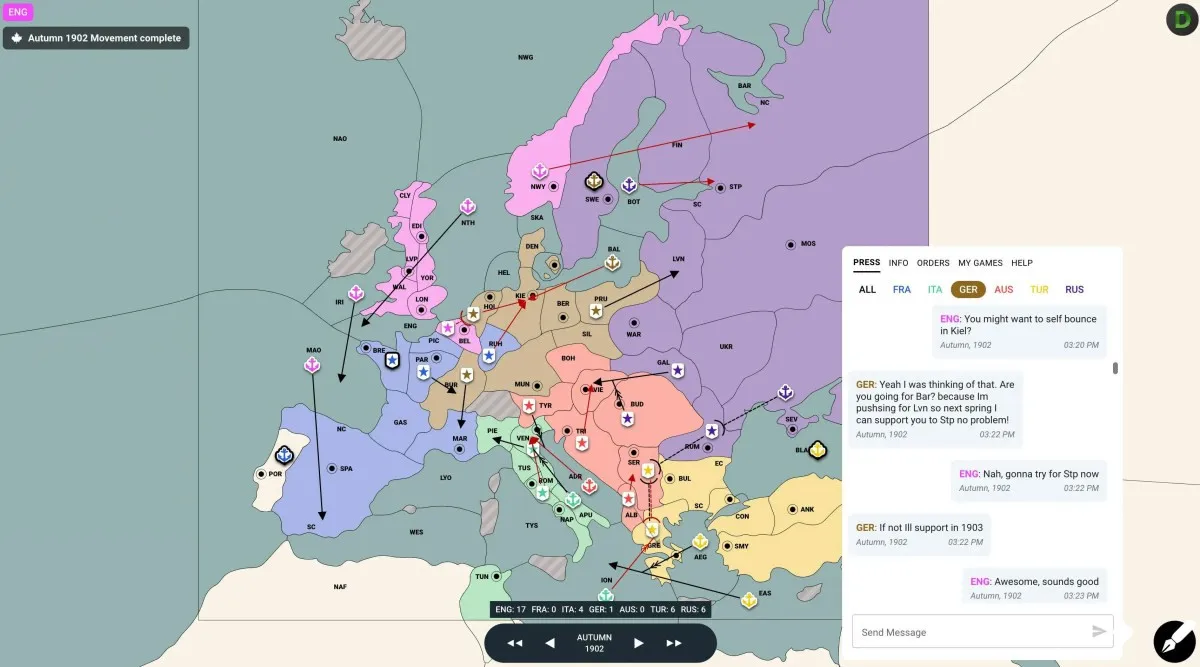 ENG
Autumn 1902 Movement complete
D
NWG
BAR
NC
NAO
FIN
NWY
SWE
BOT
STP
SC
CLY
NTH
SKA
MOS
EDI
DEN
BAL
LVN
LVP
YOR
HEL
WAL
IRI
LON
HOL
KIE
BER
PRU
ENG
BEL
SIL
WAR
PIC
RUH
UKR
BRE
PAR
BOH
MAO
GAL
BUR
MUN
VIE
TYR
BUD
SEV
NC
GAS
MAR
PIE
VEN
TRI
RUM
BLA
SPA
TUS
SER
EC
POR
LYO
ROM
ADR
BUL
SC
WES
TYS
NAP
APU
ALB
SC
CON
ANK
GRE
SMY
AEG
NAF
TUN
ION
EAS
ENG: 17 FRA: 0 ITA: 4 GER: 1 AUS: 0 TUR: 6 RUS: 6
AUTUMN
1902
PRESS INFO ORDERS MY GAMES HELP
ALL FRA ITA GER AUS TUR RUS
ENG: You might want to self bounce
in Kiel?
Autumn, 1902 03:20 PM
GER: Yeah I was thinking of that. Are
you going for Bar? because Im
pushsing for Lvn so next spring I
can support you to Stp no problem!
Autumn, 1902 03:22 PM
ENG: Nah, gonna try for Stp now
Autumn, 1902 03:22 PM
GER: If not Ill support in 1903
Autumn, 1902 03:22 PM
ENG: Awesome, sounds good
Autumn, 1902 03:23 PM
Send Message